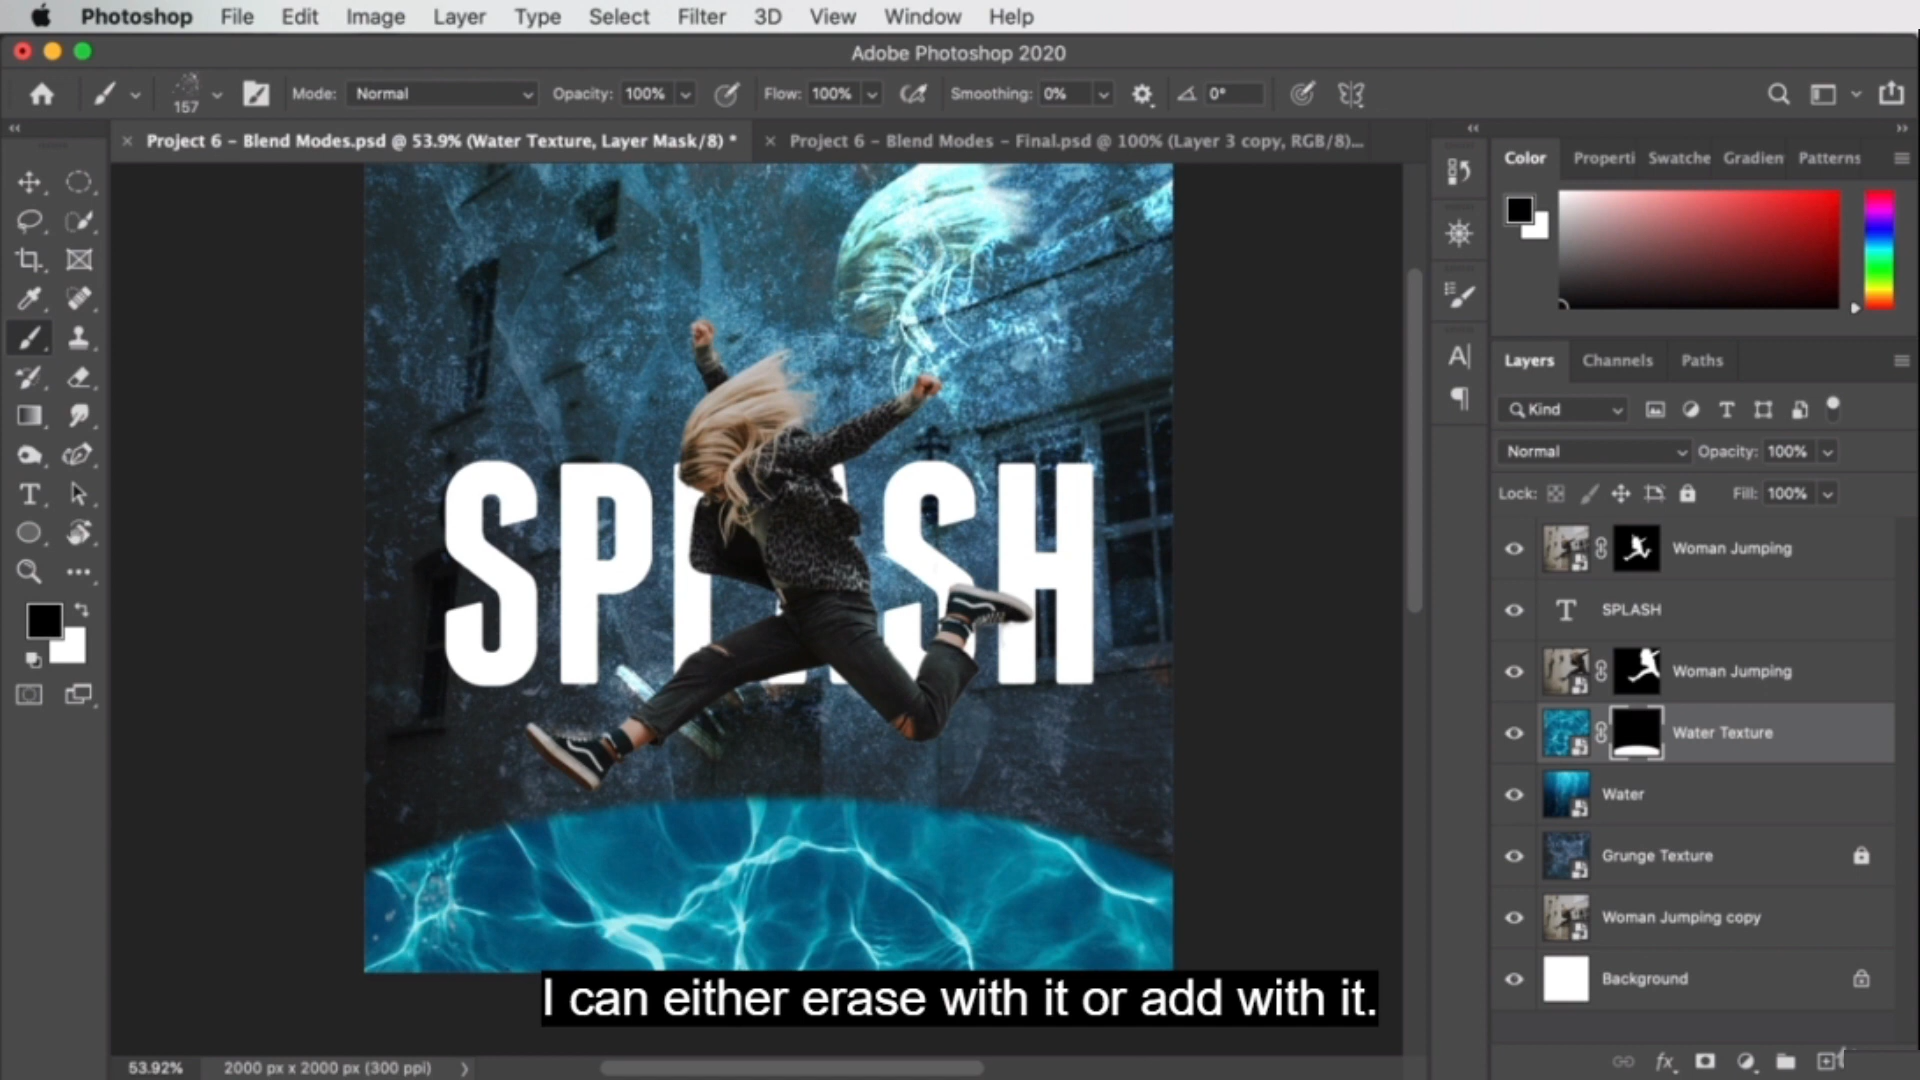 Photoshop File Edit Image Layer Type Select Filter 3D View Window Help
Adobe Photoshop 2020
157 Mode: Normal Opacity: 100% Flow: 100% Smoothing: 0% 0°
Project 6 - Blend Modes.psd @ 53.9% (Water Texture, Layer Mask/8) *
Project 6 - Blend Modes - Final.psd @ 100% (Layer 3 copy, RGB/8)...
Color Properti Swatche Gradien Patterns
Layers Channels Paths
Kind
Normal Opacity: 100%
Lock: Fill: 100%
Woman Jumping
SPLASH
Woman Jumping
Water Texture
Water
Grunge Texture
Woman Jumping copy
Background
SPLASH
I can either erase with it or add with it.
53.92% 2000 px x 2000 px (300 ppi)
fx